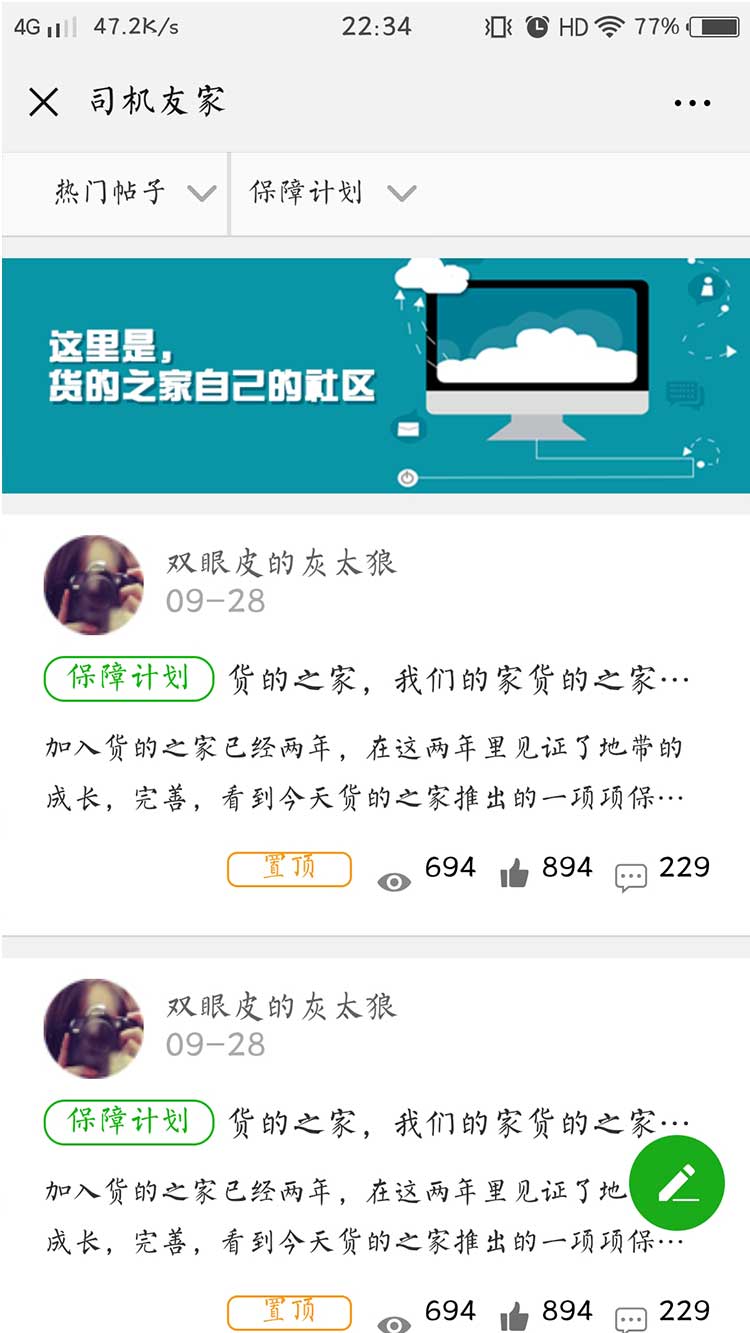 4G 47.2K/s 22:34 HD 77%
司机友家
热门帖子 保障计划
这里是，
货的之家自己的社区
双眼皮的灰太狼
09-28
保障计划 货的之家，我们的家货的之家…
加入货的之家已经两年，在这两年里见证了地带的
成长，完善，看到今天货的之家推出的一项项保…
置顶 694 894 229
双眼皮的灰太狼
09-28
保障计划 货的之家，我们的家货的之家…
加入货的之家已经两年，在这两年里见证了地
成长，完善，看到今天货的之家推出的一项项保…
置顶 694 894 229